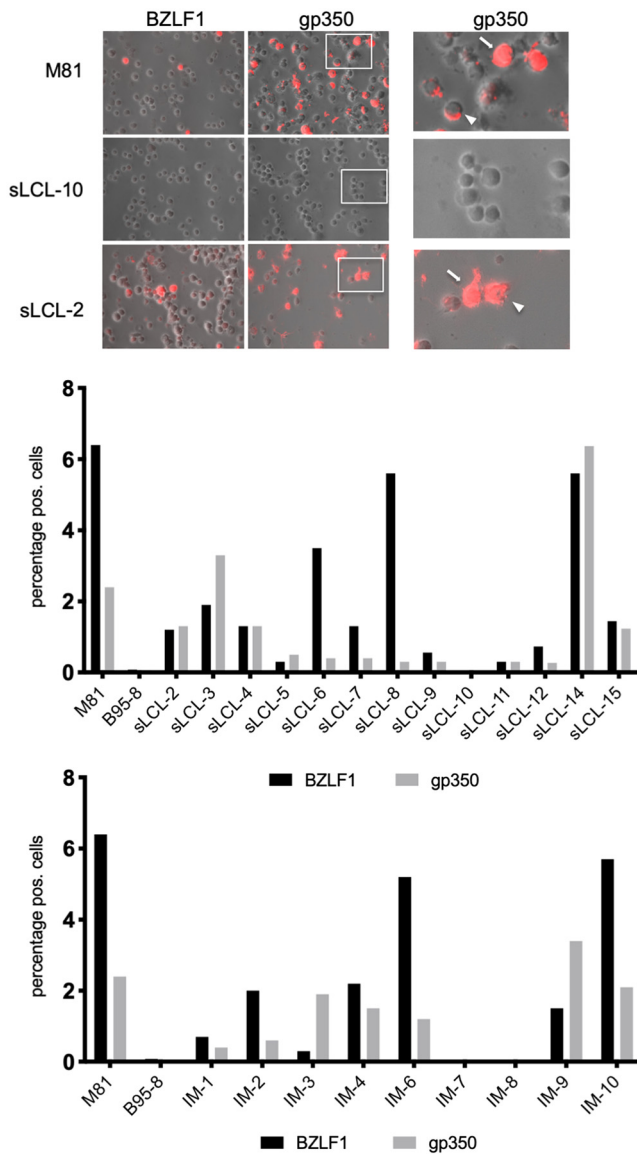 BZLF1 gp350 gp350
M81
sLCL-10
sLCL-2
8
6
4
2
0
percentage pos. cells
M81 B95-8 sLCL-2 sLCL-3 sLCL-4 sLCL-5 sLCL-6 sLCL-7 sLCL-8 sLCL-9 sLCL-10 sLCL-11 sLCL-12 sLCL-14 sLCL-15
BZLF1 gp350
8
6
4
2
0
percentage pos. cells
M81 B95-8 IM-1 IM-2 IM-3 IM-4 IM-6 IM-7 IM-8 IM-9 IM-10
BZLF1 gp350